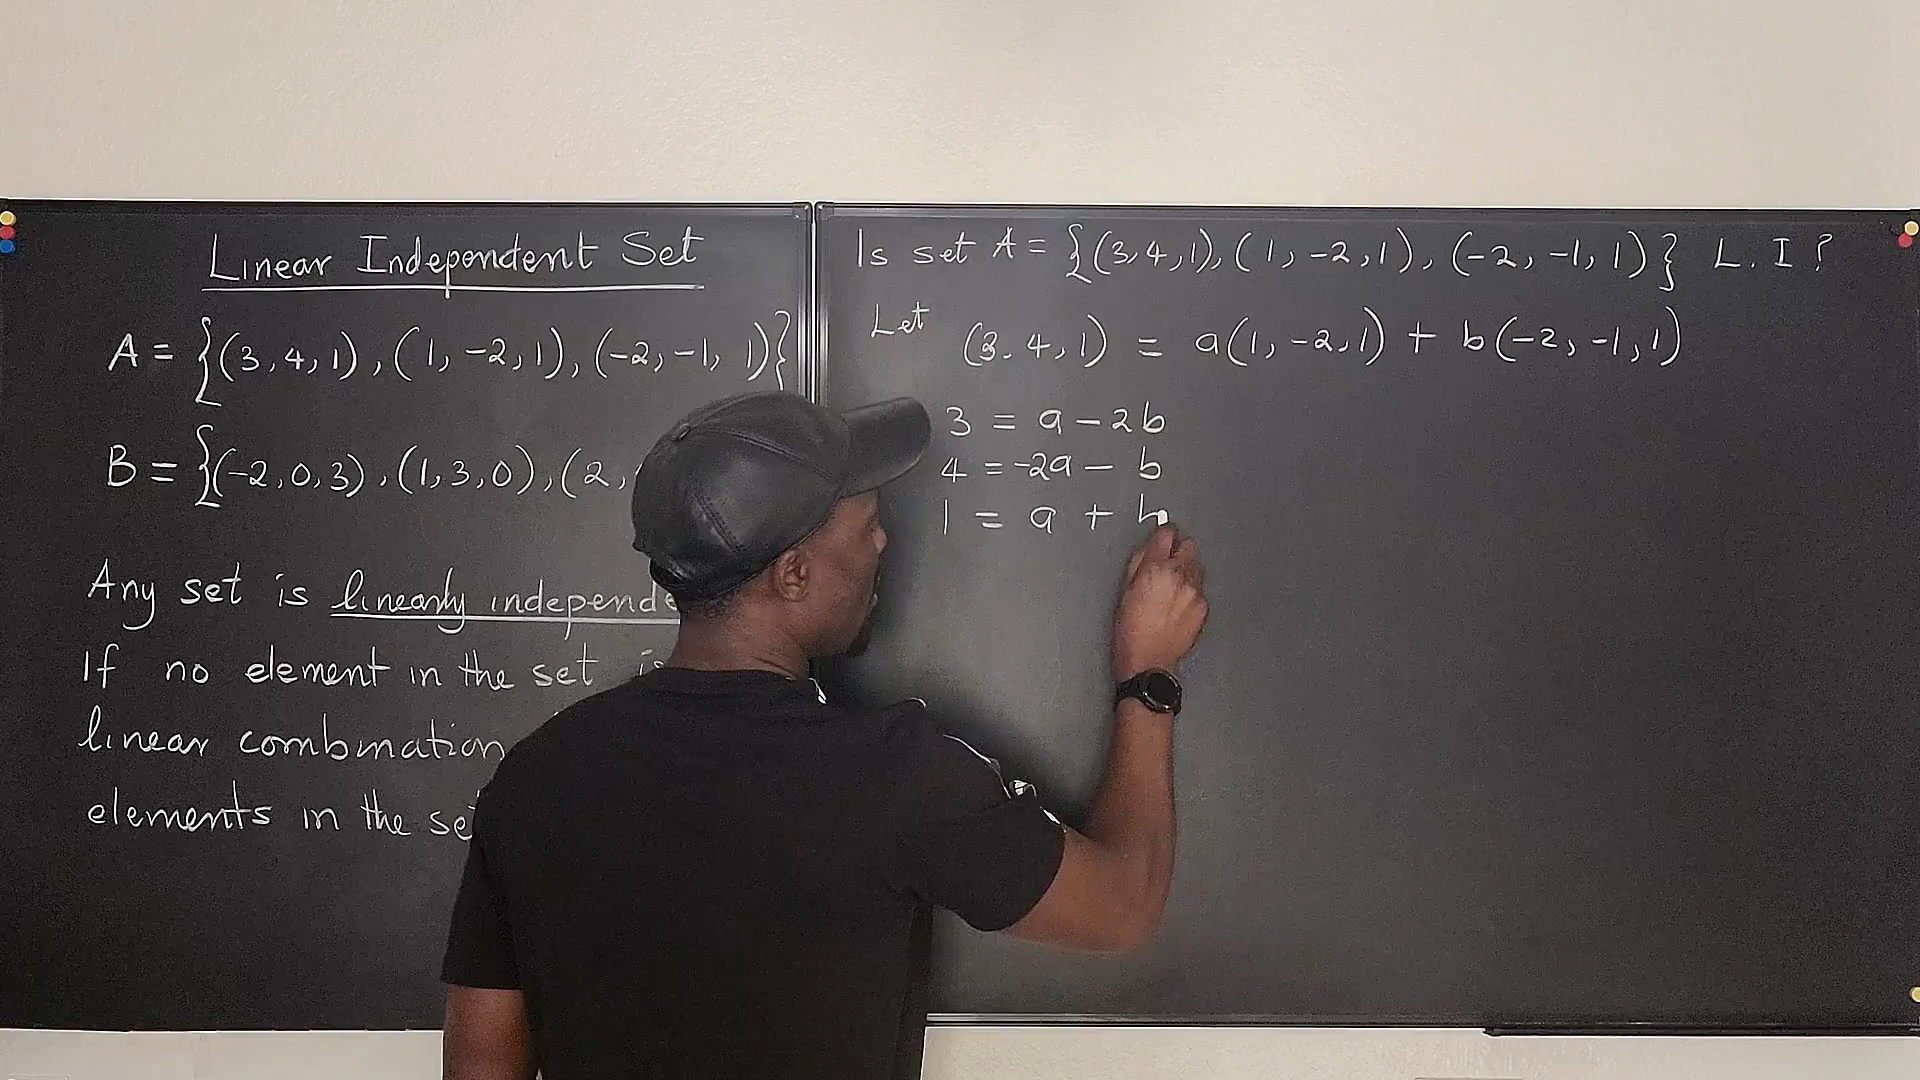 Linear Independent Set
A = {(3, 4, 1), (1, -2, 1), (-2, -1, 1)}
B = {(-2, 0, 3), (1, 3, 0), (2,
Any set is linearly
If no element in the set
linear combination
elements in the
Is set A = {(3, 4, 1), (1, -2, 1), (-2, -1, 1)} L. I ?
Let (3. 4, 1) = a(1, -2, 1) + b(-2, -1, 1)
3 = a - 2b
4 = -2a - b
1 = a + b